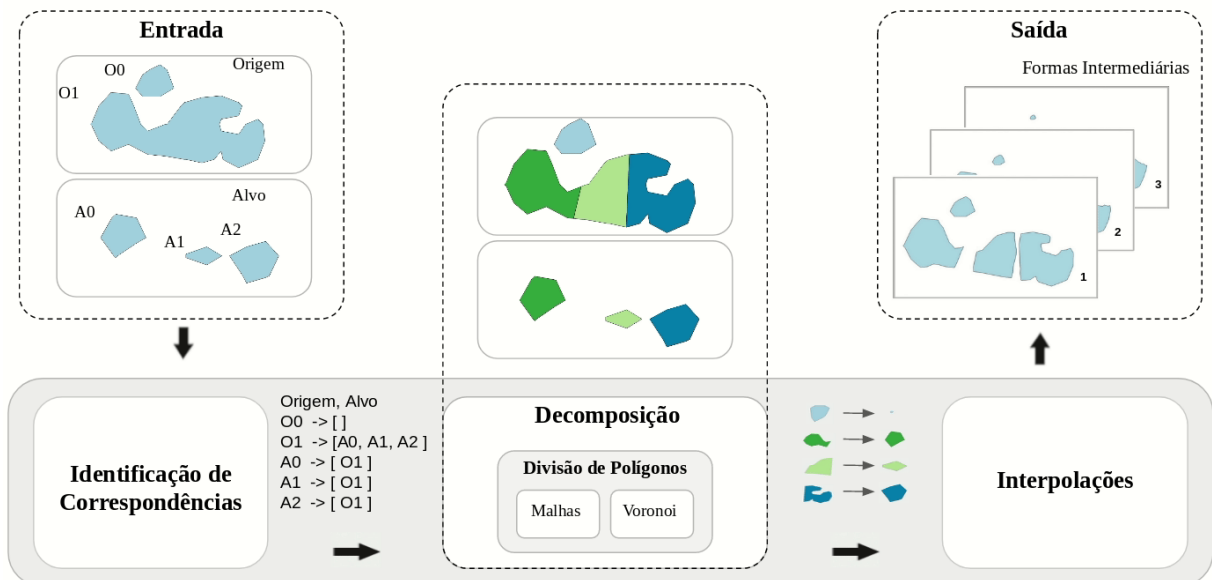 Entrada
Origem
O0
O1
Alvo
A0
A1
A2
Saída
Formas Intermediárias
3
2
1
Identificação de
Correspondências
Origem, Alvo
O0 -> [ ]
O1 -> [A0, A1, A2 ]
A0 -> [ O1 ]
A1 -> [ O1 ]
A2 -> [ O1 ]
Decomposição
Divisão de Polígonos
Malhas
Voronoi
Interpolações